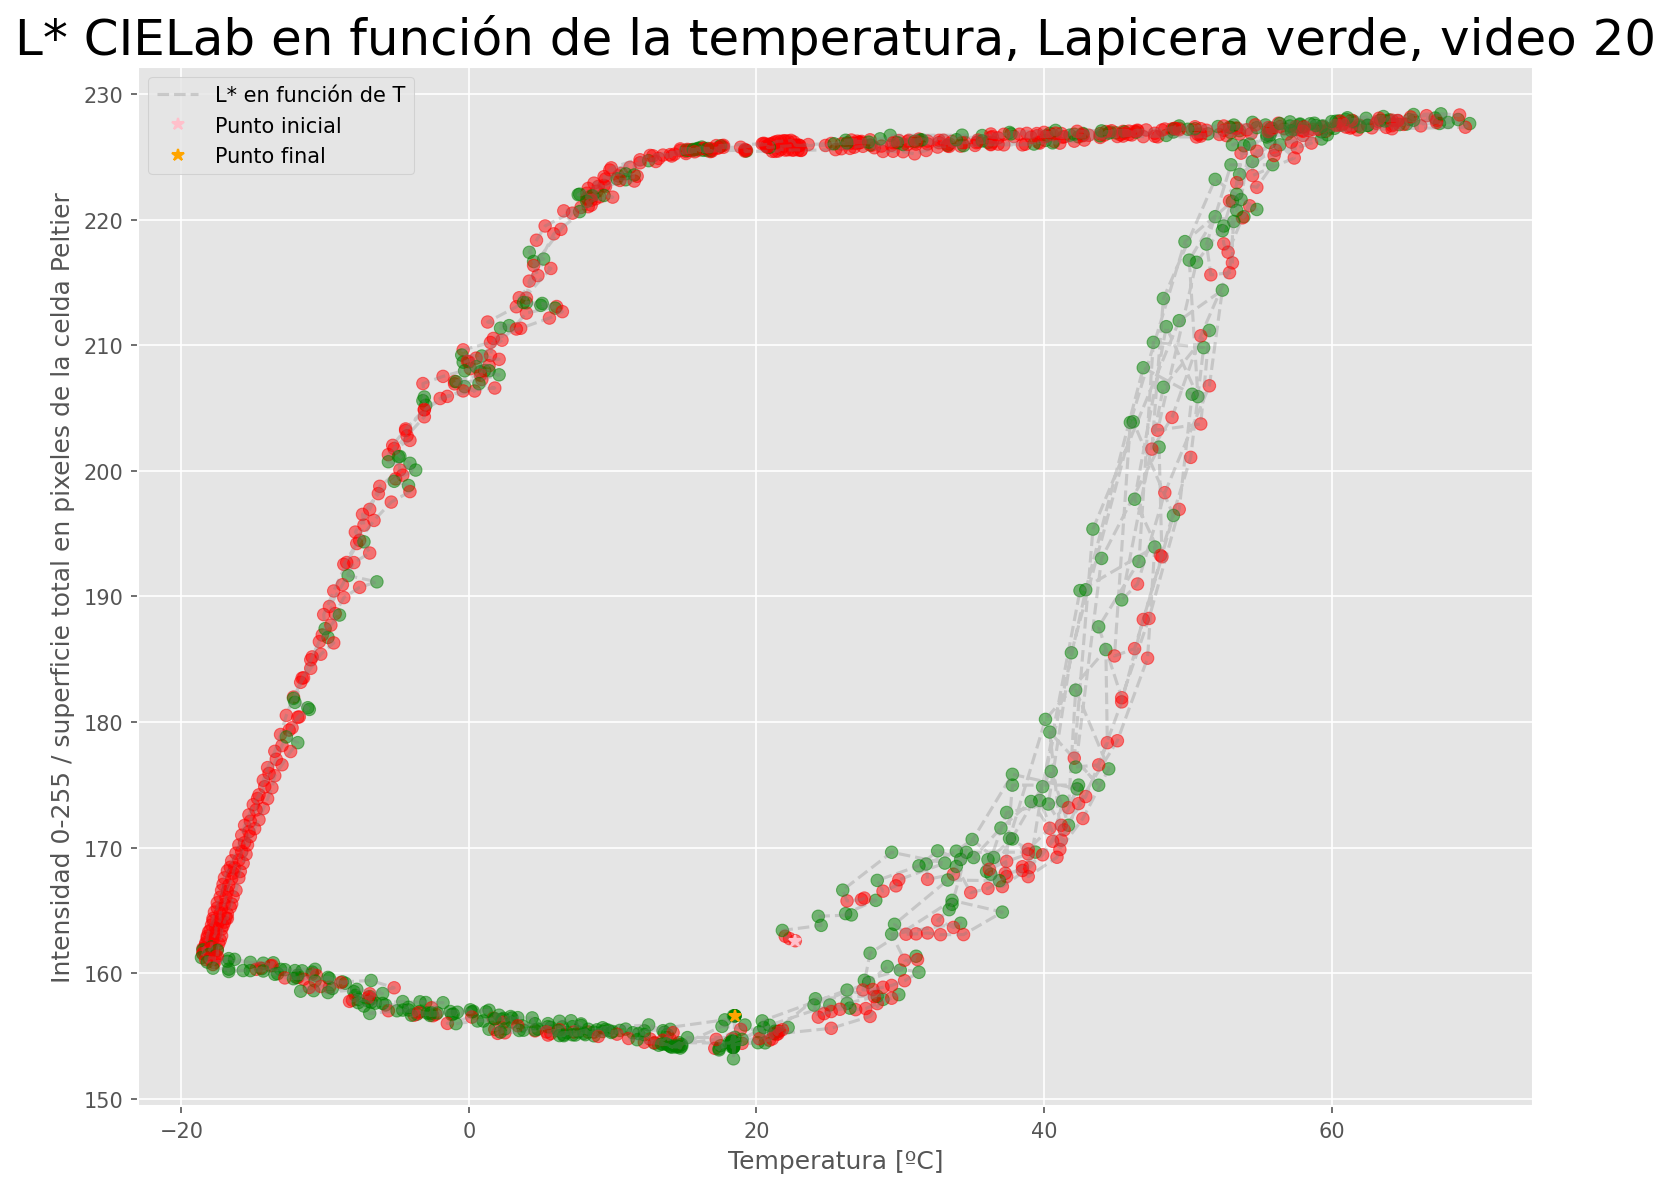 L* CIELab en función de la temperatura, Lapicera verde, video 20
L* en función de T
Punto inicial
Punto final
Intensidad 0-255 / superficie total en pixeles de la celda Peltier
230
220
210
200
190
180
170
160
150
−20
0
20
40
60
Temperatura [ºC]